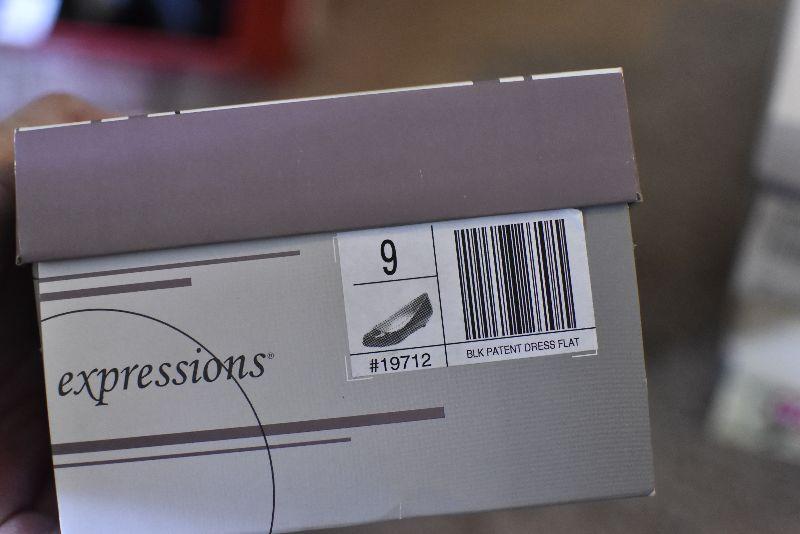 expressions®
9
#19712
BLK PATENT DRESS FLAT